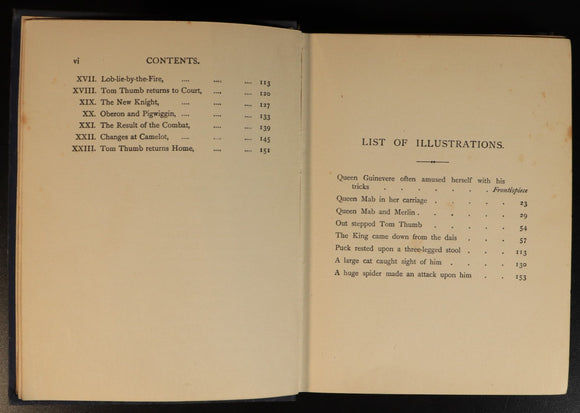 vi CONTENTS.
XVII. Lob-lie-by-the-Fire, .... .... .... 113
XVIII. Tom Thumb returns to Court, .... .... 120
XIX. The New Knight, .... .... .... 127
XX. Oberon and Pigwiggin, .... .... 133
XXI. The Result of the Combat, .... .... 139
XXII. Changes at Camelot, .... .... .... 145
XXIII. Tom Thumb returns Home, .... .... 151
LIST OF ILLUSTRATIONS.
Queen Guinevere often amused herself with his
tricks . . . . . . . Frontispiece
Queen Mab in her carriage . . . . . 23
Queen Mab and Merlin . . . . . . 29
Out stepped Tom Thumb . . . . . 54
The King came down from the dais . . . 57
Puck rested upon a three-legged stool . . . 113
A large cat caught sight of him . . . . 130
A huge spider made an attack upon him . . 153